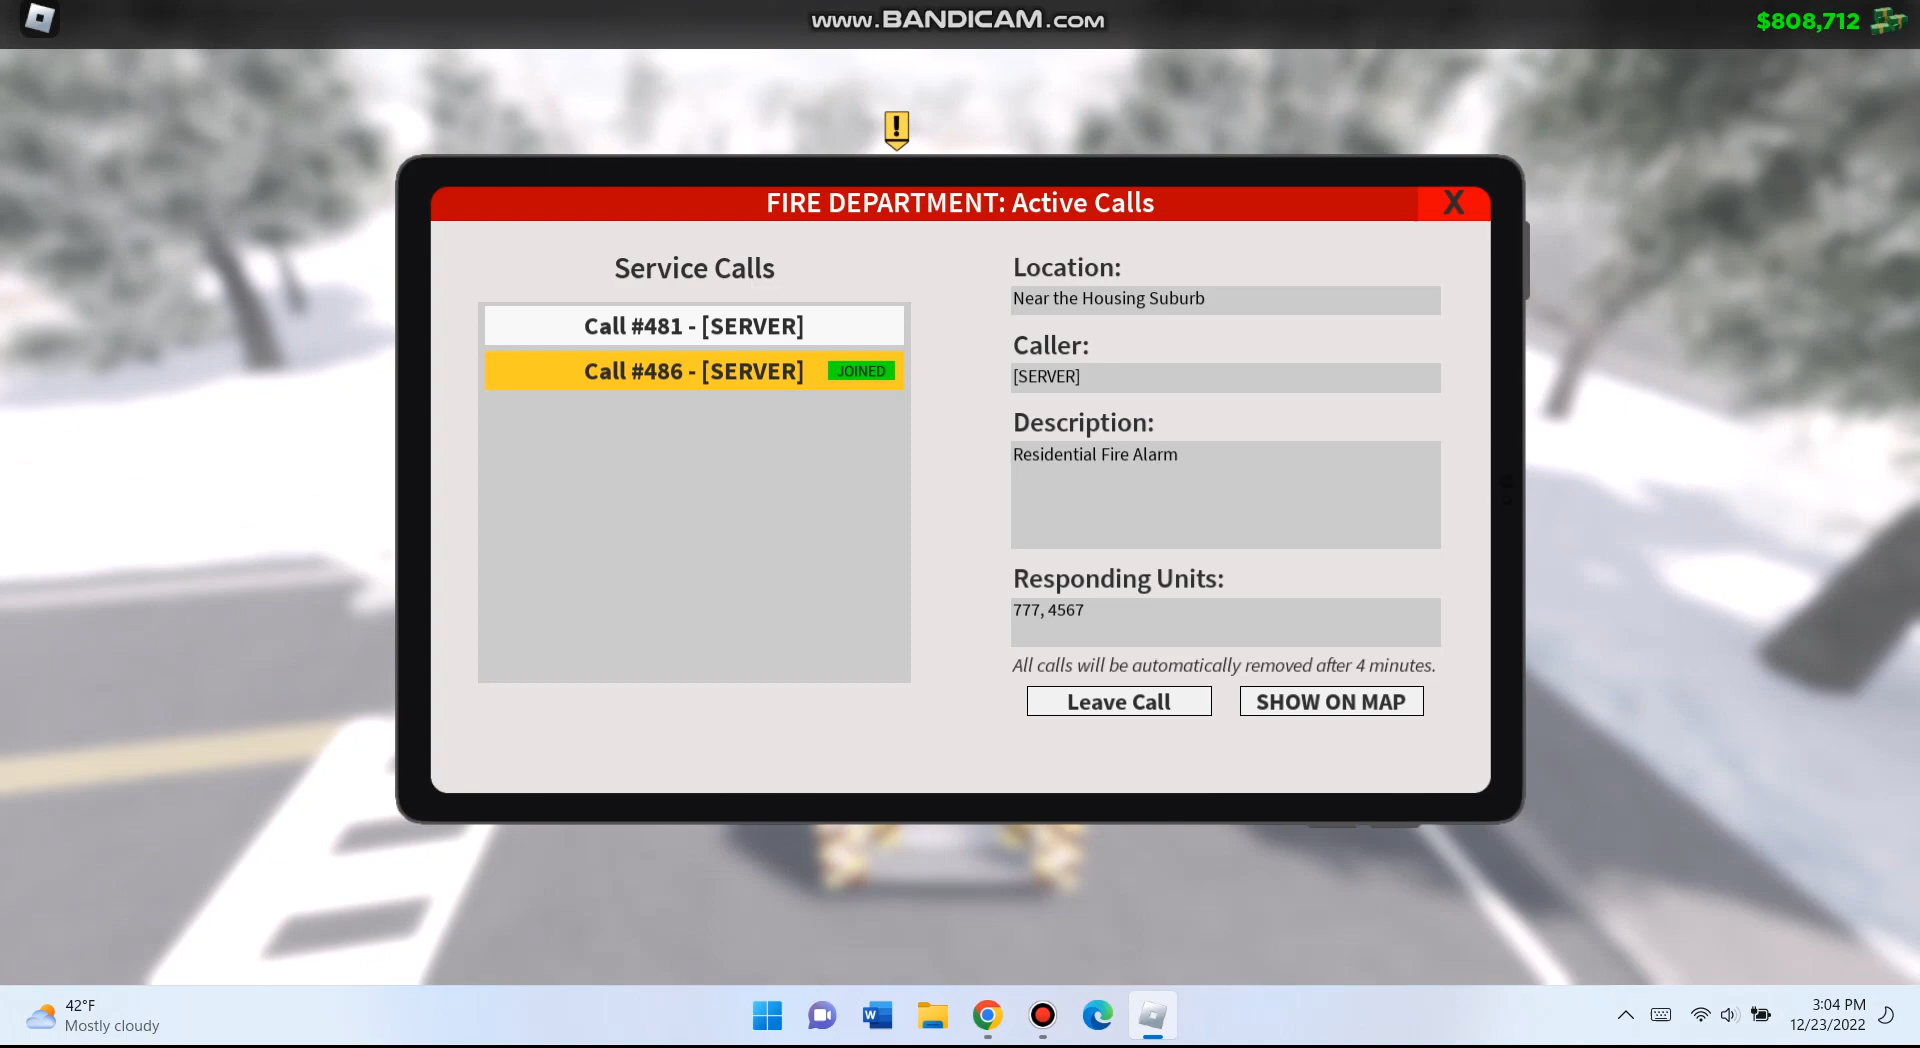 www.BANDICAM.com
$808,712
!
FIRE DEPARTMENT: Active Calls
X
Service Calls
Call #481 - [SERVER]
Call #486 - [SERVER]
JOINED
Location:
Near the Housing Suburb
Caller:
[SERVER]
Description:
Residential Fire Alarm
Responding Units:
777, 4567
All calls will be automatically removed after 4 minutes.
Leave Call
SHOW ON MAP
42°F
Mostly cloudy
W
3:04 PM
12/23/2022